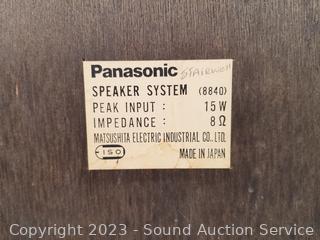 Panasonic
SPEAKER SYSTEM (8840)
PEAK INPUT : 15W
IMPEDANCE : 8Ω
MATSUSHITA ELECTRIC INDUSTRIAL CO., LTD.
ISO MADE IN JAPAN
Copyright © 2023 - Sound Auction Service